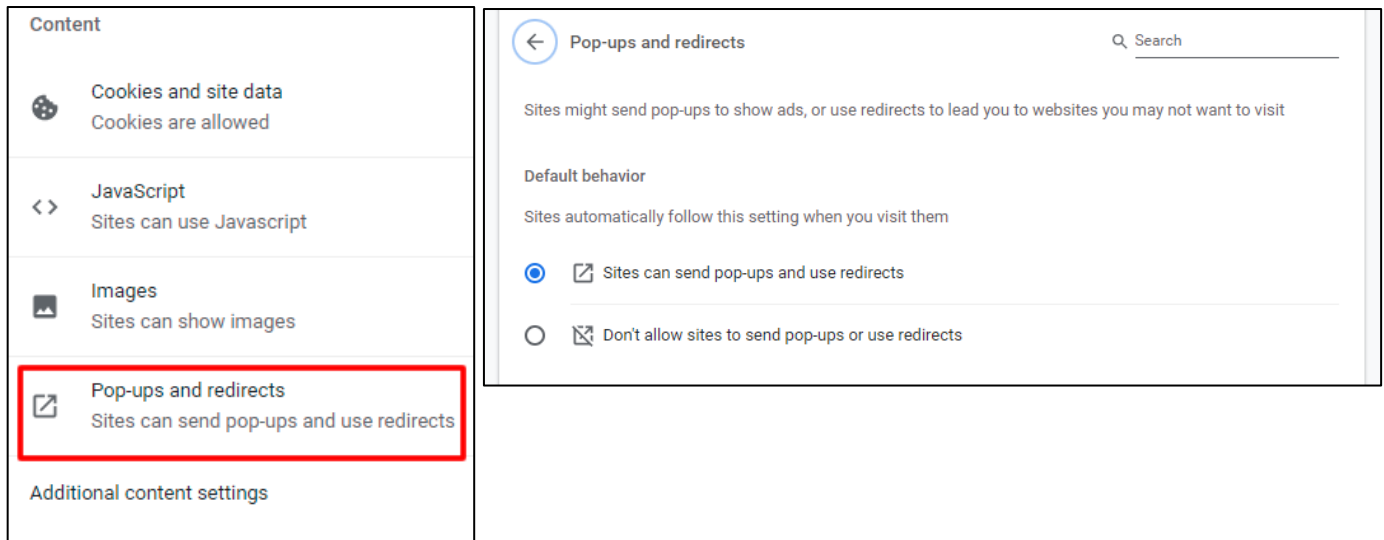 Content
Cookies and site data
Cookies are allowed
JavaScript
Sites can use Javascript
Images
Sites can show images
Pop-ups and redirects
Sites can send pop-ups and use redirects
Additional content settings
Pop-ups and redirects
Search
Sites might send pop-ups to show ads, or use redirects to lead you to websites you may not want to visit
Default behavior
Sites automatically follow this setting when you visit them
Sites can send pop-ups and use redirects
Don't allow sites to send pop-ups or use redirects